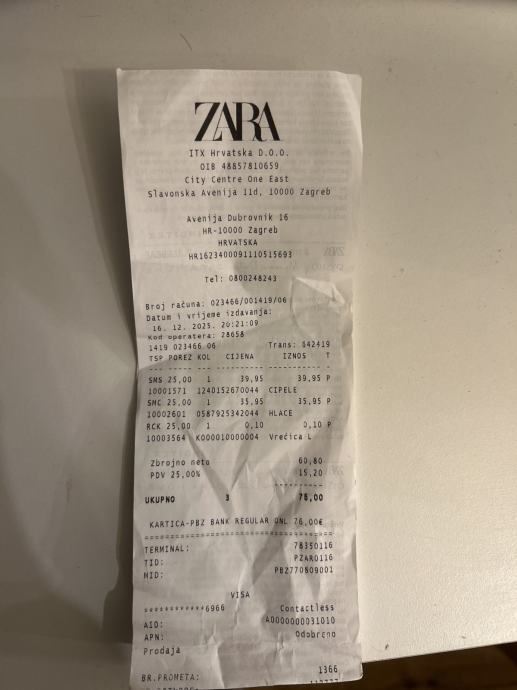 ZARA
ITX Hrvatska D.O.O.
OIB 48857810659
City Centre One East
Slavonska Avenija 11d, 10000 Zagreb
Avenija Dubrovnik 16
HR-10000 Zagreb
HRVATSKA
HR1623400091110515693
Tel: 0800248243
Broj računa: 023466/001419/06
Datum i vrijeme izdavanja:
16. 12. 2025. 20:21:09
Kod operatera: 28658
1419 023466 06 Trans: 142419
TSP POREZ KOL CIJENA IZNOS T
SMS 25,00 1 39,95 39,95 P
10001571 1240152670044 CIPELE
SMC 25,00 1 35,95 35,95 P
10002601 0587925342044 HLACE
RCK 25,00 1 0,10 0,10 P
10003564 K000010000004 Vrećica L
Zbrojno neto 60,80
PDV 25,00% 15,20
UKUPNO 3 76,00
KARTICA-PBZ BANK REGULAR ONL 76,00€
TERMINAL: 78350116
TID: PZAR0116
MID: PBZ770809001
VISA
************6966 Contactless
AID: A0000000031010
APN: Odobreno
Prodaja
BR.PROMETA: 1366